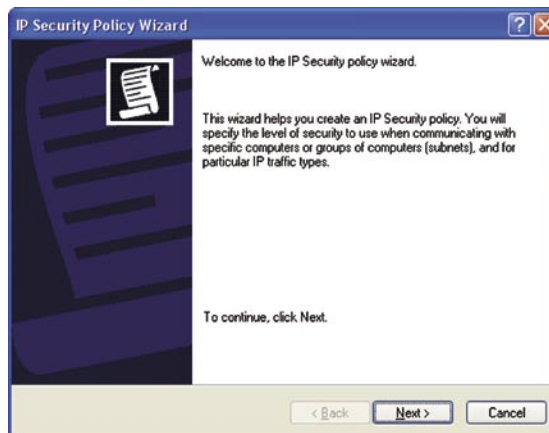 IP Security Policy Wizard
Welcome to the IP Security policy wizard.
This wizard helps you create an IP Security policy. You will
specify the level of security to use when communicating with
specific computers or groups of computers (subnets), and for
particular IP traffic types.
To continue, click Next.
< Back
Next >
Cancel